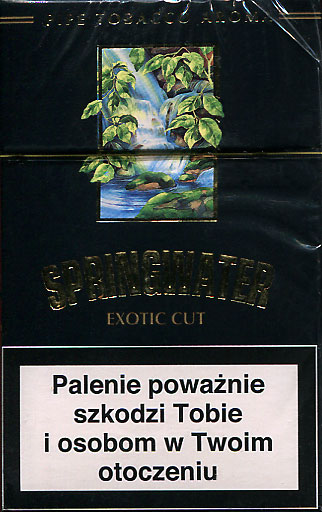 PIPE TOBACCO AROMA
SPRINGWATER
EXOTIC CUT
Palenie poważnie
szkodzi Tobie
i osobom w Twoim
otoczeniu